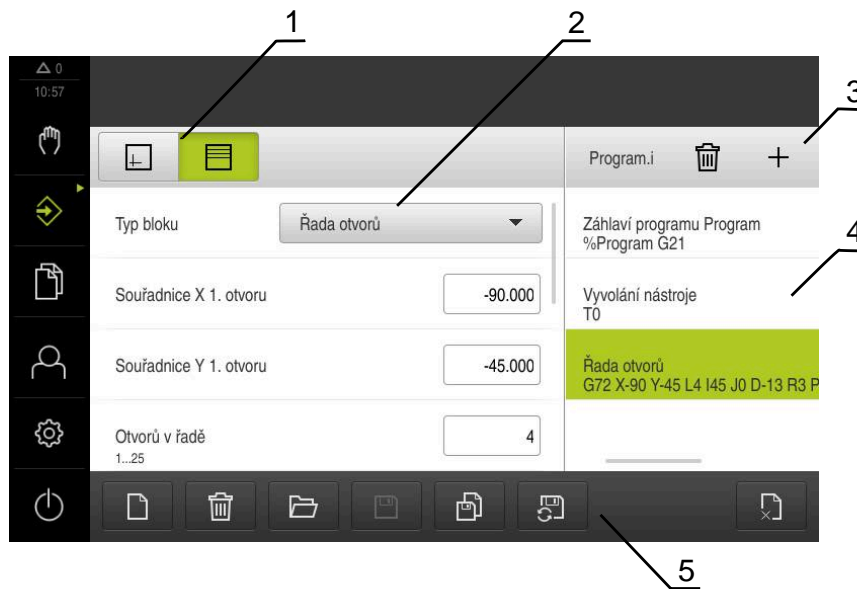 1
2
3
0
10:57
Program.i
Typ bloku
Řada otvorů
Záhlaví programu Program
%Program G21
4
Souřadnice X 1. otvoru
-90.000
Vyvolání nástroje
T0
Souřadnice Y 1. otvoru
-45.000
Řada otvorů
G72 X-90 Y-45 L4 I45 J0 D-13 R3 P
Otvorů v řadě
1...25
4
5